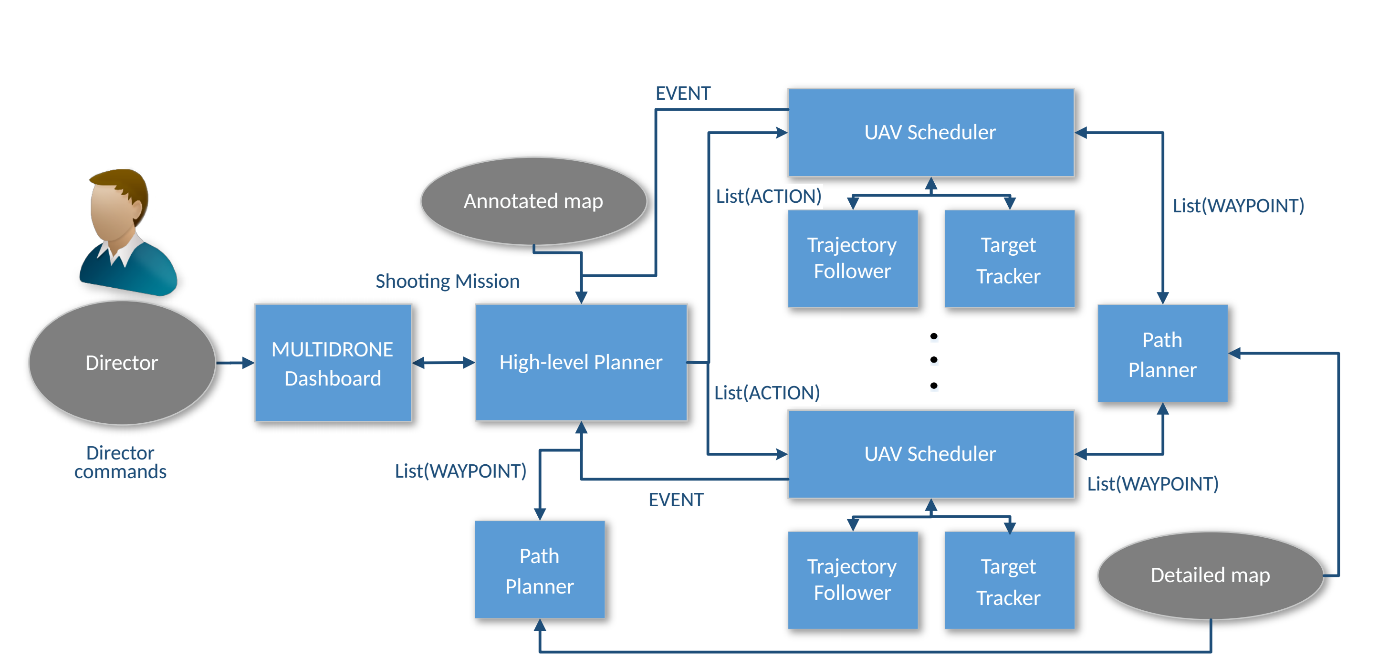 EVENT
UAV Scheduler
Annotated map
List(ACTION)
List(WAYPOINT)
Trajectory
Follower
Target
Tracker
Shooting Mission
Director
MULTIDRONE
Dashboard
High-level Planner
Path
Planner
List(ACTION)
Director
commands
List(WAYPOINT)
EVENT
UAV Scheduler
List(WAYPOINT)
Path
Planner
Trajectory
Follower
Target
Tracker
Detailed map